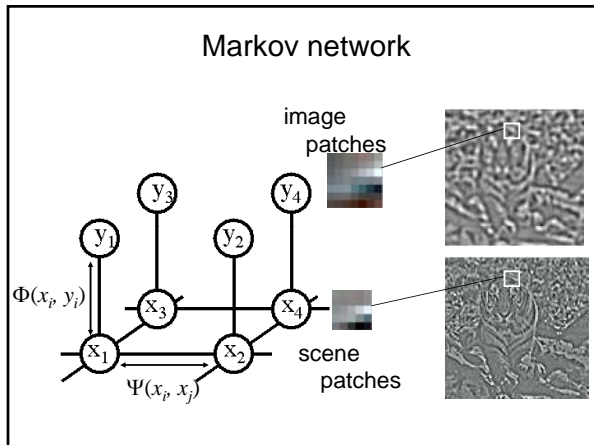 Markov network
image
patches
y3
y4
y1
y2
Φ(xi, yi)
x3
x4
x1
x2
scene
patches
Ψ(xi, xj)